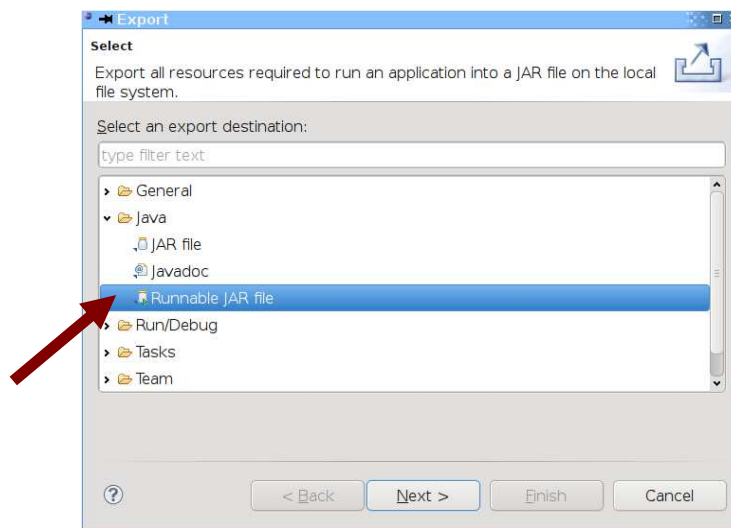 Export
Select
Export all resources required to run an application into a JAR file on the local
file system.
Select an export destination:
type filter text
General
Java
JAR file
Javadoc
Runnable JAR file
Run/Debug
Tasks
Team
< Back Next > Finish Cancel